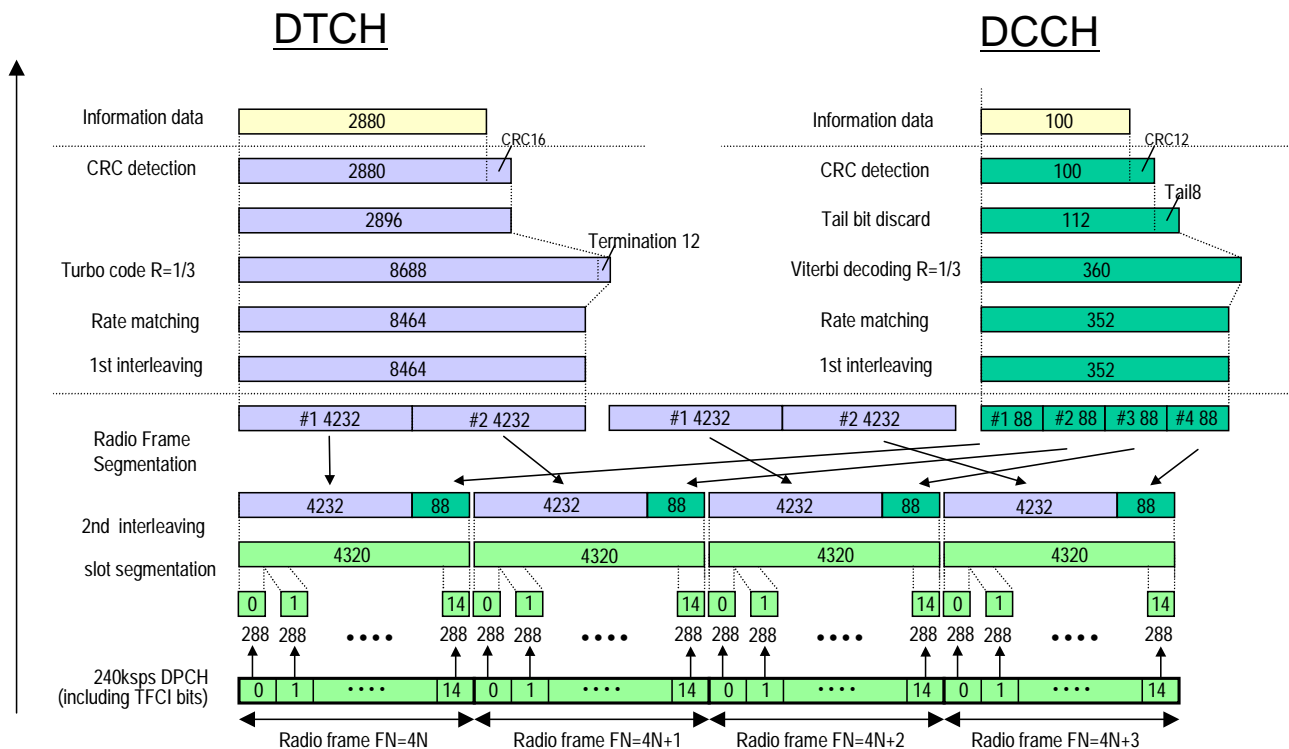 DTCH DCCH
Information data 2880 Information data 100
CRC16 CRC12
CRC detection 2880 CRC detection 100
Tail8
2896 Tail bit discard 112
Termination 12
Turbo code R=1/3 8688 Viterbi decoding R=1/3 360
Rate matching 8464 Rate matching 352
1st interleaving 8464 1st interleaving 352
#1 4232 #2 4232 #1 4232 #2 4232 #1 88 #2 88 #3 88 #4 88
Radio Frame
Segmentation
4232 88 4232 88 4232 88 4232 88
2nd interleaving
4320 4320 4320 4320
slot segmentation
0 1 14 0 1 14 0 1 14 0 1 14
288 288 •••• 288 288 288 •••• 288 288 288 •••• 288 288 288 •••• 288
240ksps DPCH
(including TFCI bits)
0 1 •••• 14 0 1 •••• 14 0 1 •••• 14 0 1 •••• 14
Radio frame FN=4N Radio frame FN=4N+1 Radio frame FN=4N+2 Radio frame FN=4N+3